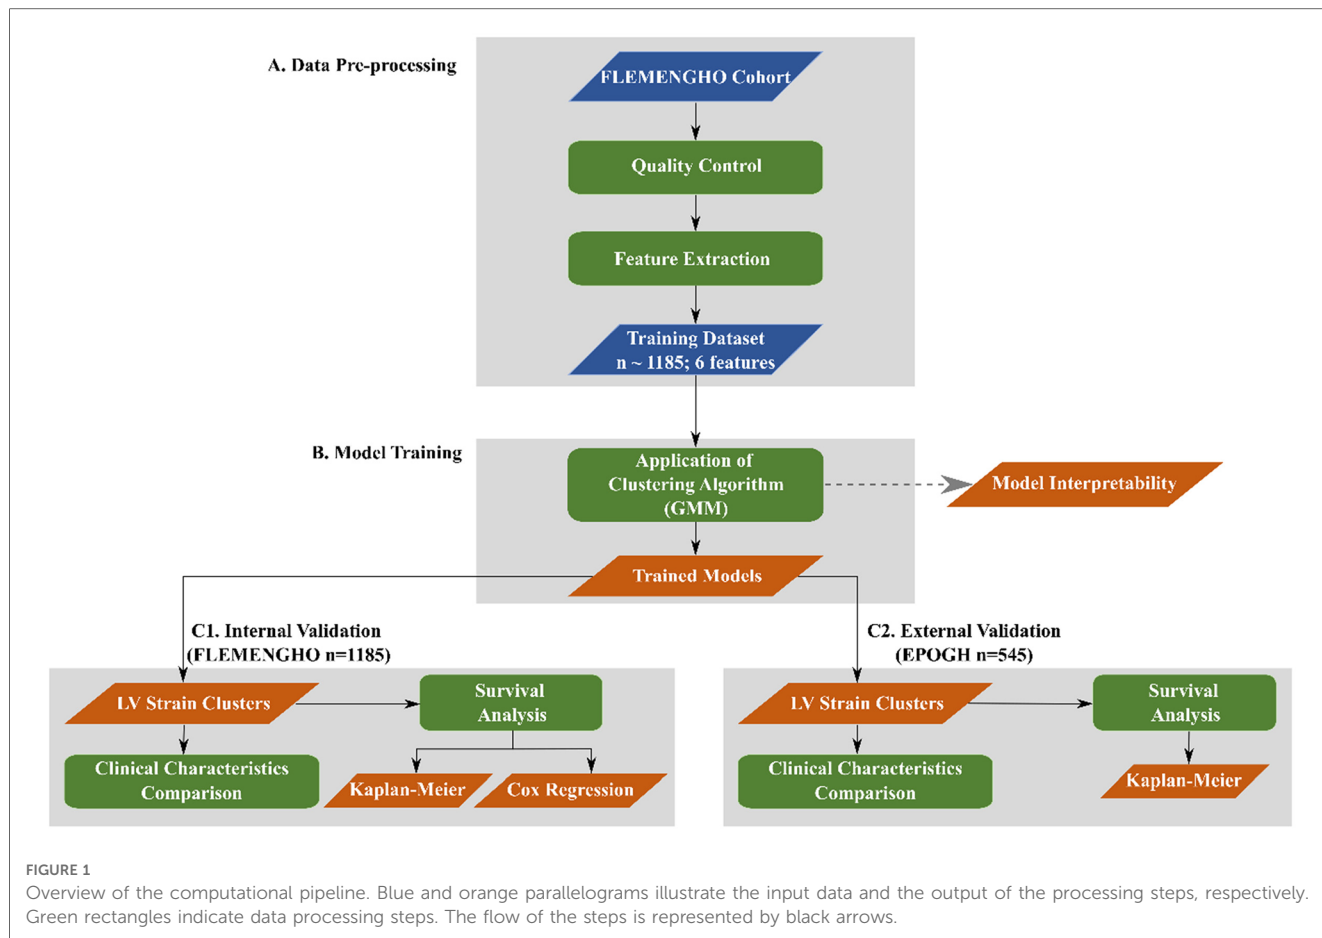 A. Data Pre-processing
FLEMENGHO Cohort
Quality Control
Feature Extraction
Training Dataset
n ~ 1185; 6 features
B. Model Training
Application of
Clustering Algorithm
(GMM)
Model Interpretability
Trained Models
C1. Internal Validation
(FLEMENGHO n=1185)
LV Strain Clusters
Survival
Analysis
Clinical Characteristics
Comparison
Kaplan-Meier
Cox Regression
C2. External Validation
(EPOGH n=545)
LV Strain Clusters
Survival
Analysis
Clinical Characteristics
Comparison
Kaplan-Meier
FIGURE 1
Overview of the computational pipeline. Blue and orange parallelograms illustrate the input data and the output of the processing steps, respectively.
Green rectangles indicate data processing steps. The flow of the steps is represented by black arrows.